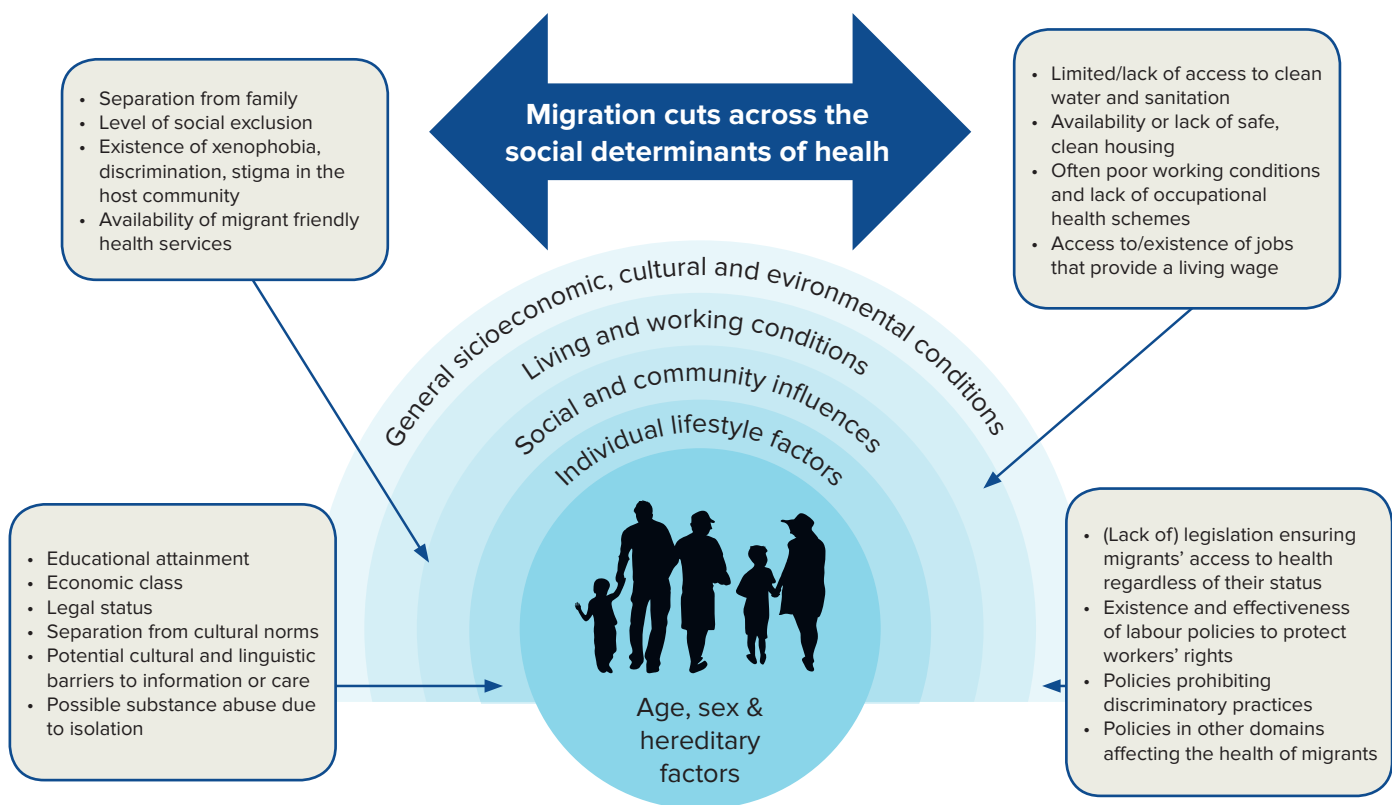 Migration cuts across the
social determinants of healh
• Separation from family
• Level of social exclusion
• Existence of xenophobia,
discrimination, stigma in the
host community
• Availability of migrant friendly
health services
• Limited/lack of access to clean
water and sanitation
• Availability or lack of safe,
clean housing
• Often poor working conditions
and lack of occupational
health schemes
• Access to/existence of jobs
that provide a living wage
General sicioeconomic, cultural and evironmental conditions
Living and working conditions
Social and community influences
Individual lifestyle factors
Age, sex &
hereditary
factors
• Educational attainment
• Economic class
• Legal status
• Separation from cultural norms
• Potential cultural and linguistic
barriers to information or care
• Possible substance abuse due
to isolation
• (Lack of) legislation ensuring
migrants’ access to health
regardless of their status
• Existence and effectiveness
of labour policies to protect
workers’ rights
• Policies prohibiting
discriminatory practices
• Policies in other domains
affecting the health of migrants